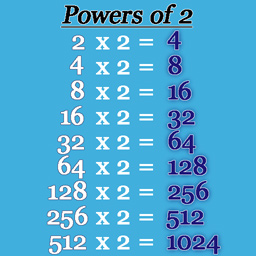 Powers of 2
2 x 2 = 4
4 x 2 = 8
8 x 2 = 16
16 x 2 = 32
32 x 2 = 64
64 x 2 = 128
128 x 2 = 256
256 x 2 = 512
512 x 2 = 1024